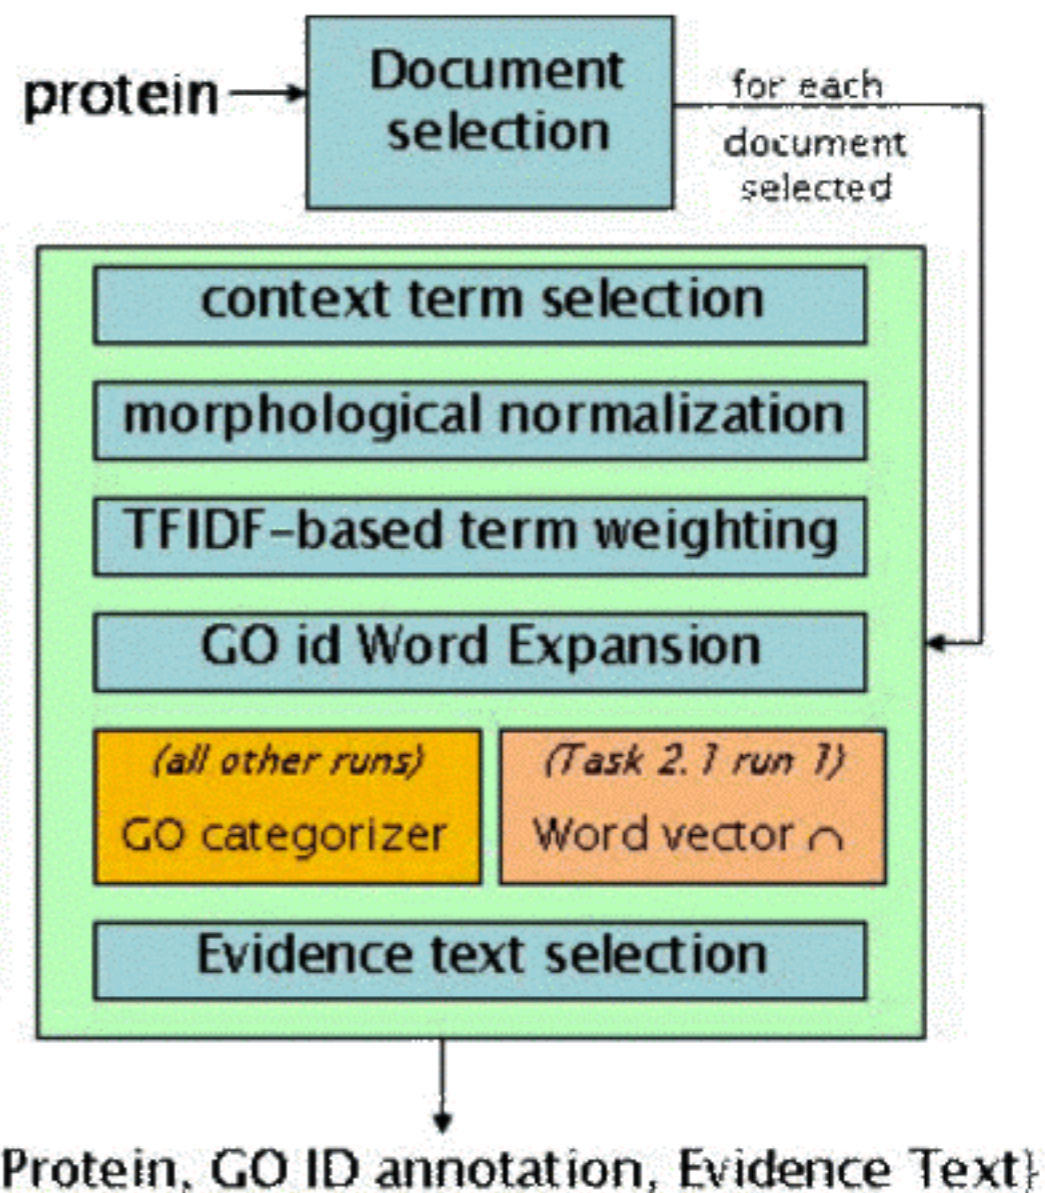 protein
Document
selection
for each
document
selected
context term selection
morphological normalization
TFIDF-based term weighting
GO id Word Expansion
(all other runs)
GO categorizer
(Task 2.1 run 1)
Word vector ∩
Evidence text selection
Protein, GO ID annotation, Evidence Text}